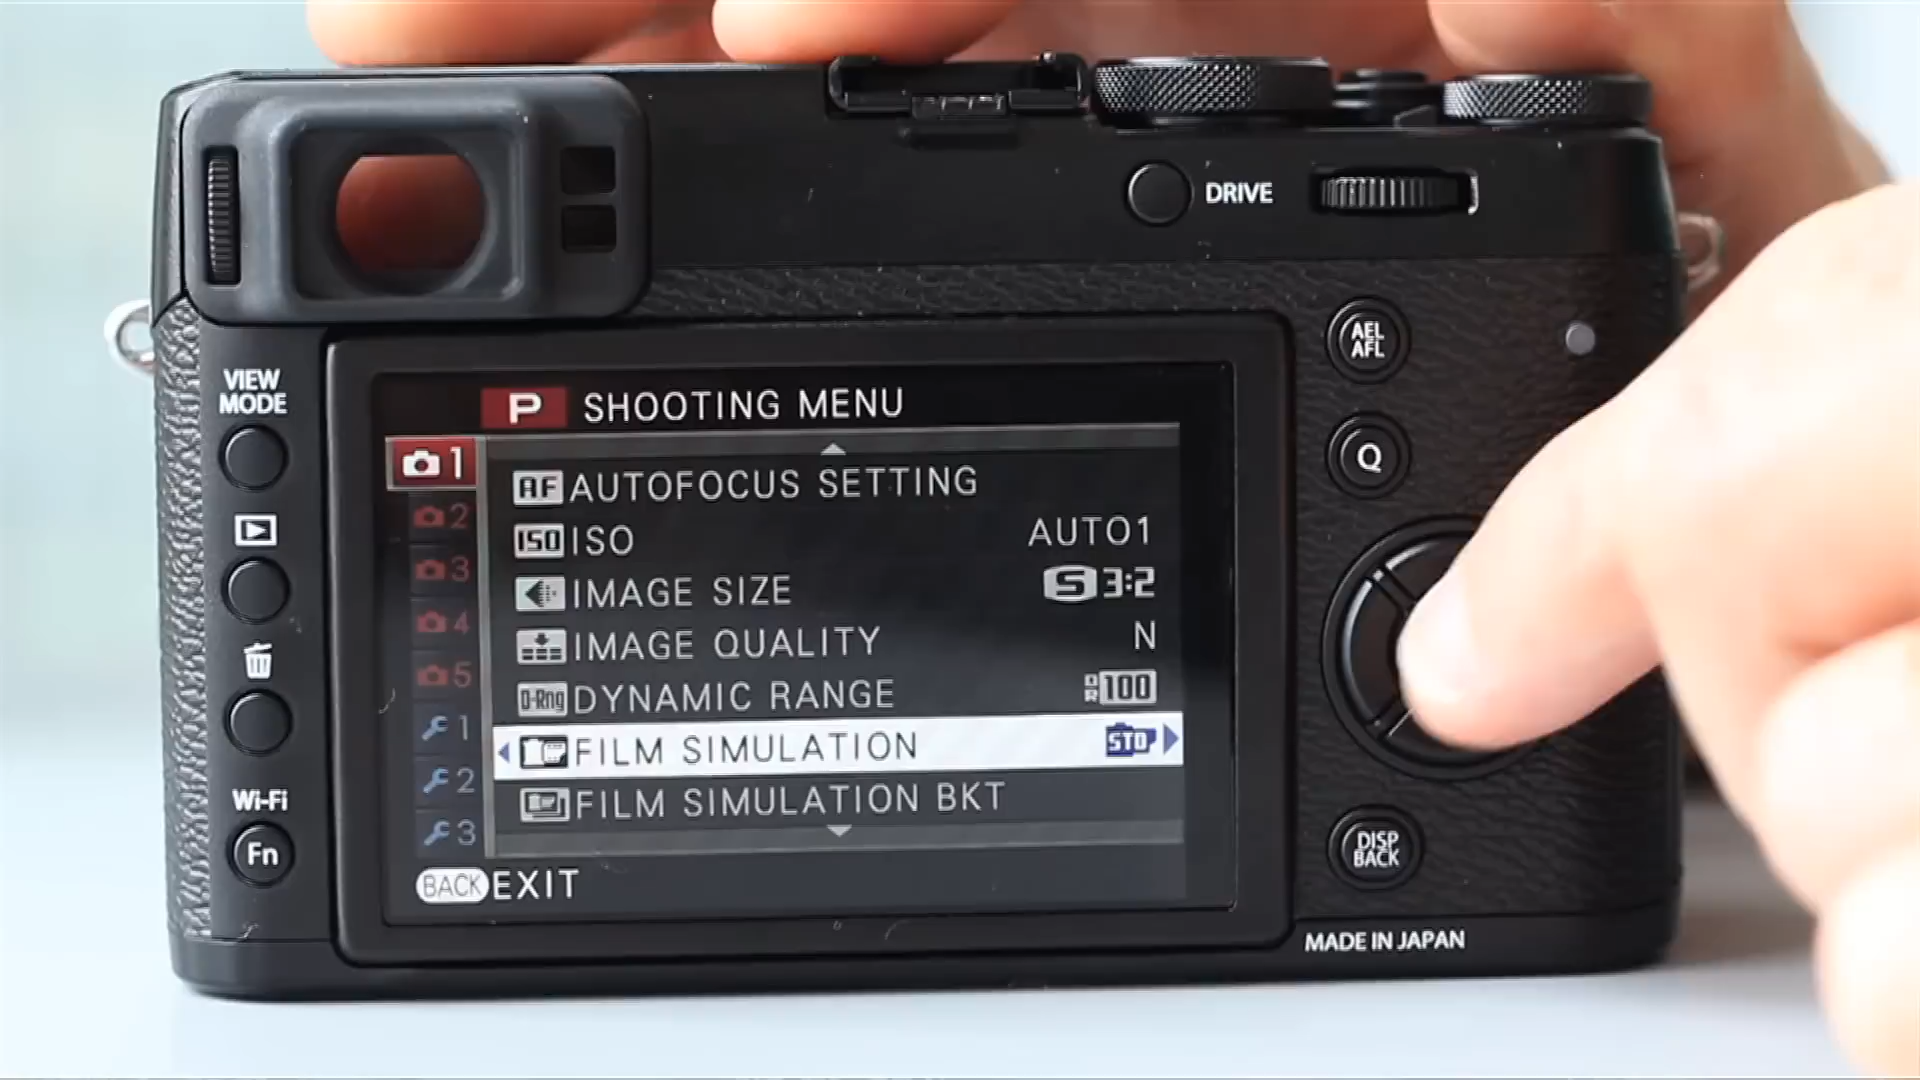 DRIVE
AEL
AFL
Q
VIEW
MODE
P SHOOTING MENU
1
2
3
4
5
1
2
3
AF AUTOFOCUS SETTING
ISO ISO AUTO1
IMAGE SIZE S 3:2
IMAGE QUALITY N
D-Rng DYNAMIC RANGE DR 100
FILM SIMULATION STD
FILM SIMULATION BKT
BACK EXIT
Wi-Fi
Fn
DISP
BACK
MADE IN JAPAN